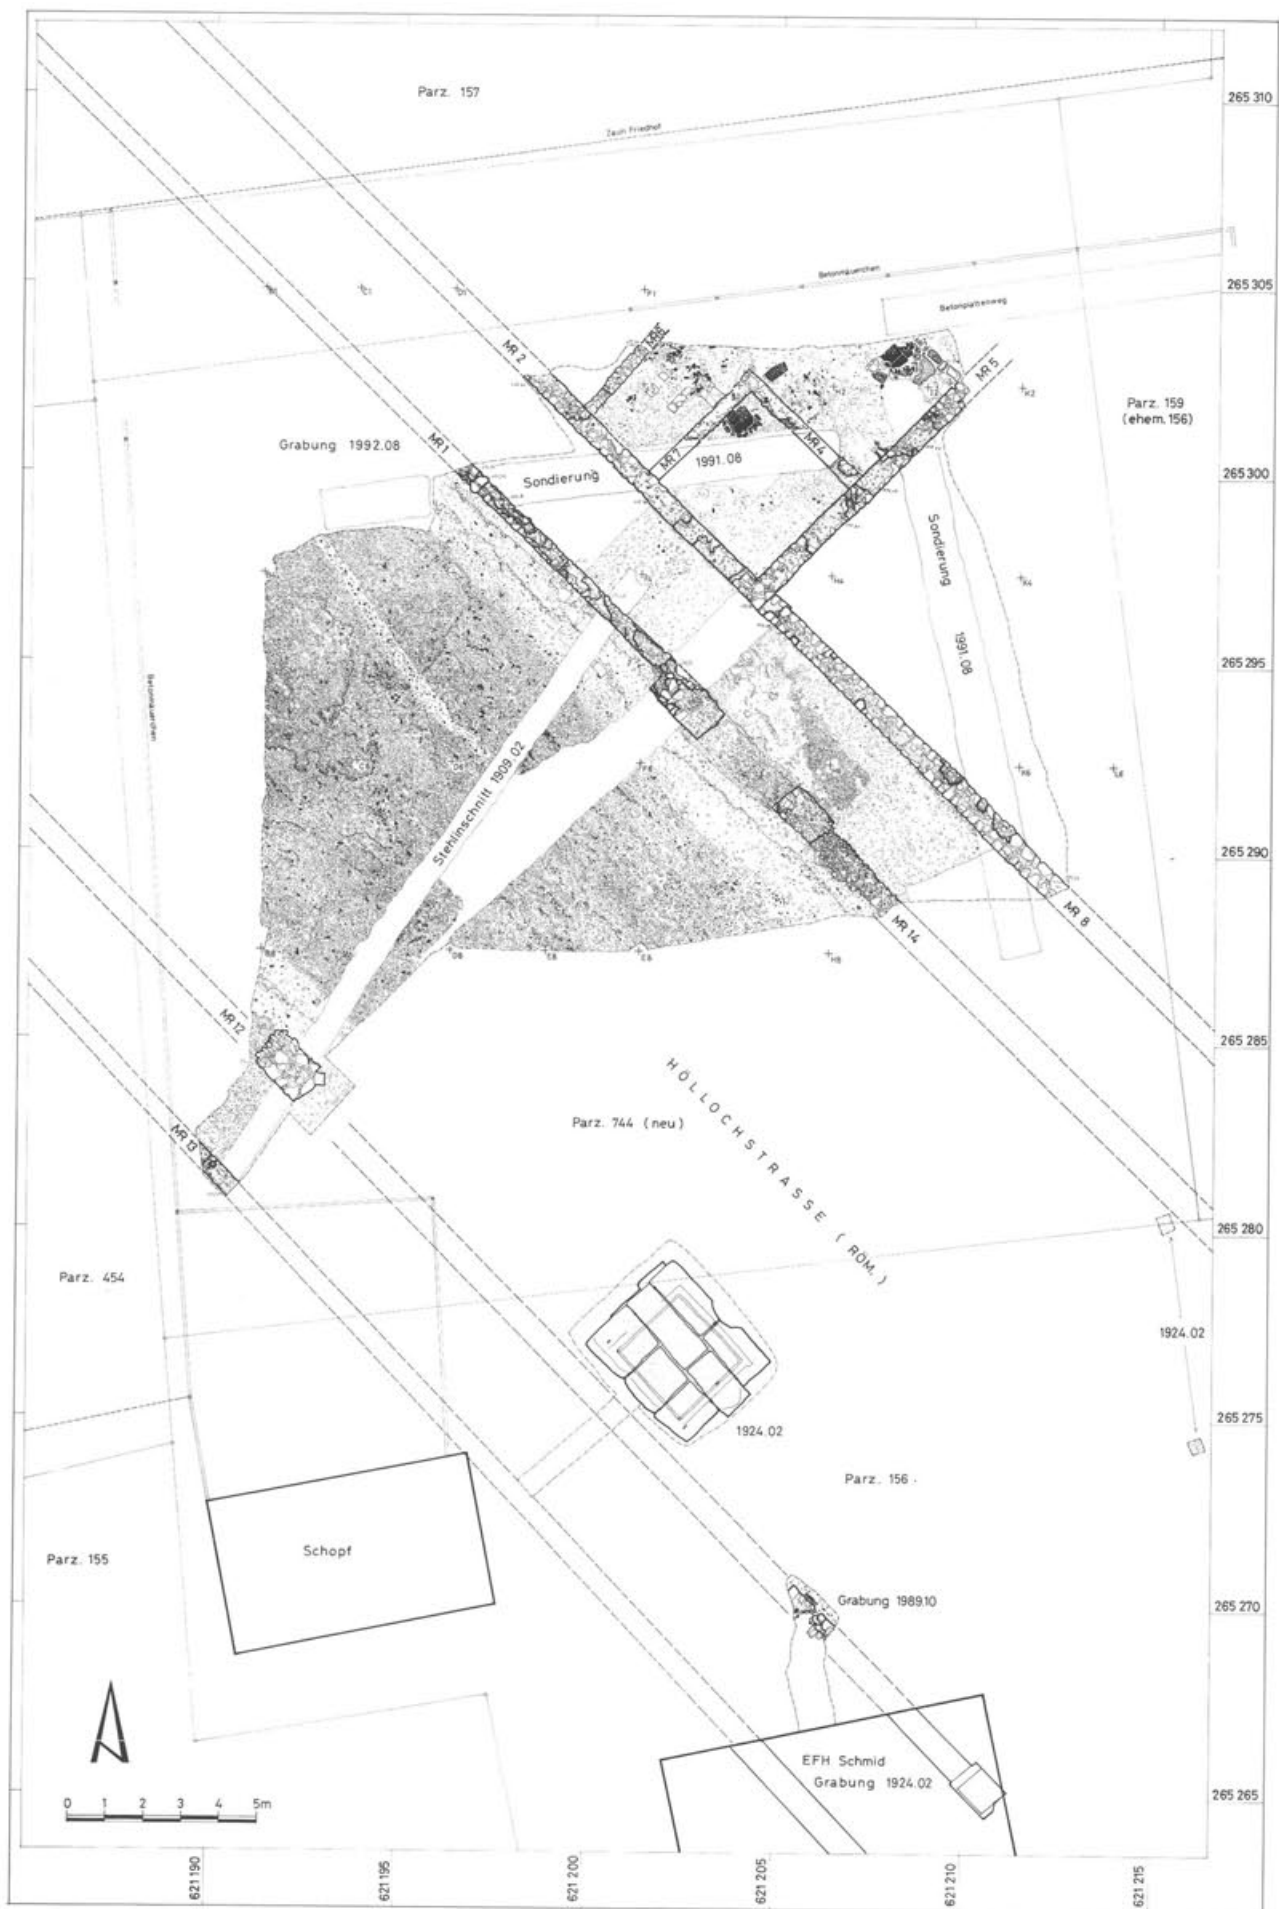 Parz. 157
265 310
Zaun Friedhof
Betonmäuerchen
265 305
Betonplattenweg
MR 2
MR 5
Parz. 159
(ehem. 156)
Grabung 1992.08
MR 1
MR 7
MR 4
1991.08
Sondierung
265 300
Sondierung
1991.08
265 295
Betonmäuerchen
Stehlinschnitt 1909.02
265 290
MR 14
MR 8
MR 12
265 285
HÖLLOCHSTRASSE (RÖM.)
Parz. 744 (neu)
MR 13
265 280
Parz. 454
1924.02
265 275
1924.02
Parz. 156
Schopf
Parz. 155
Grabung 1989.10
265 270
EFH Schmid
Grabung 1924.02
265 265
0 1 2 3 4 5m
621 190
621 195
621 200
621 205
621 210
621 215